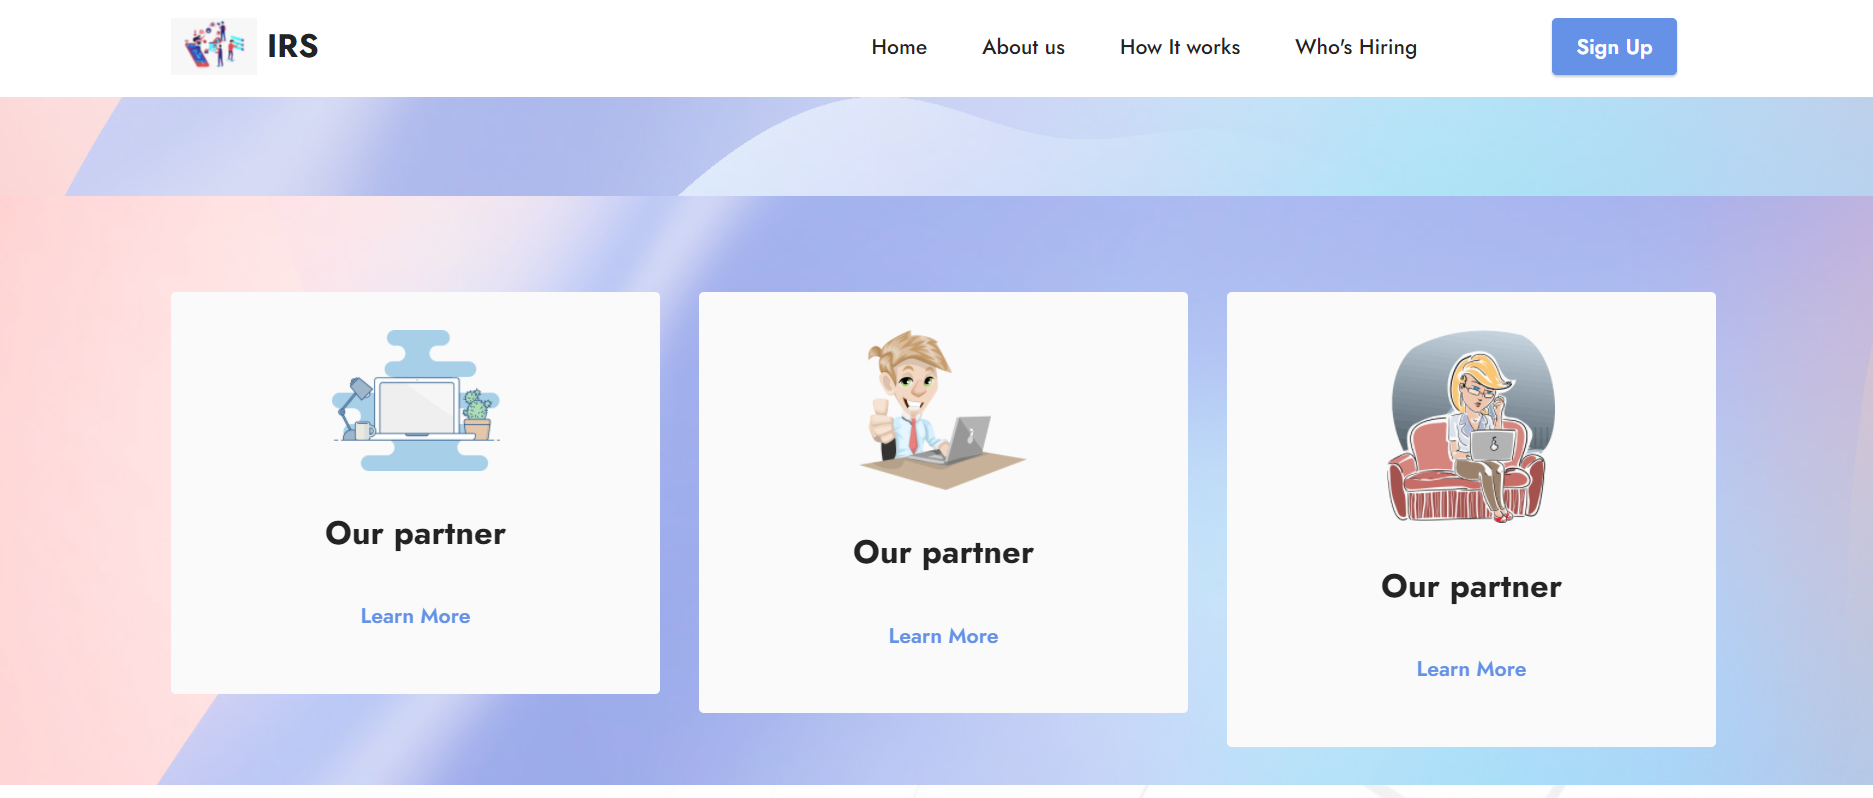 IRS
Home
About us
How It works
Who's Hiring
Sign Up
Our partner
Learn More
Our partner
Learn More
Our partner
Learn More